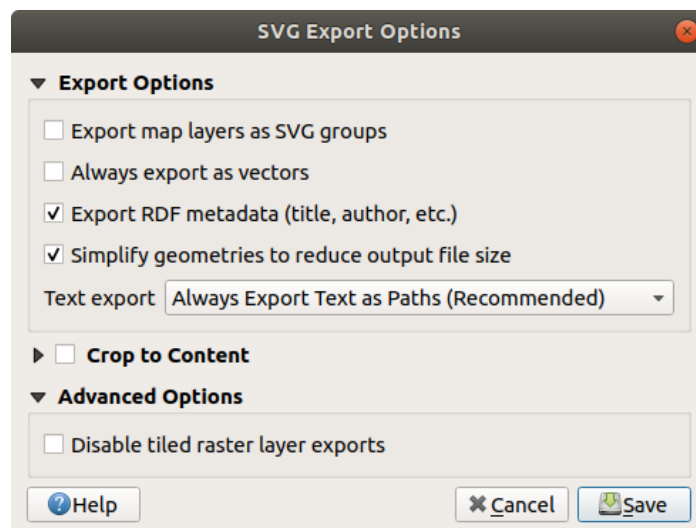 SVG Export Options
Export Options
Export map layers as SVG groups
Always export as vectors
Export RDF metadata (title, author, etc.)
Simplify geometries to reduce output file size
Text export Always Export Text as Paths (Recommended)
Crop to Content
Advanced Options
Disable tiled raster layer exports
Help Cancel Save